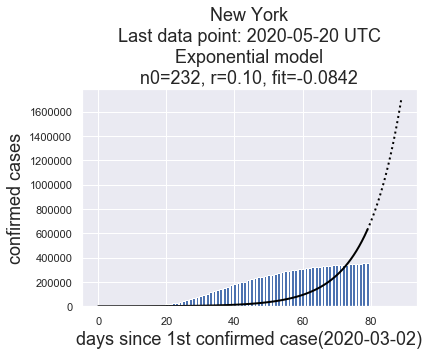 New York
Last data point: 2020-05-20 UTC
Exponential model
n0=232, r=0.10, fit=-0.0842
confirmed cases
1600000
1400000
1200000
1000000
800000
600000
400000
200000
0
0 20 40 60 80
days since 1st confirmed case(2020-03-02)